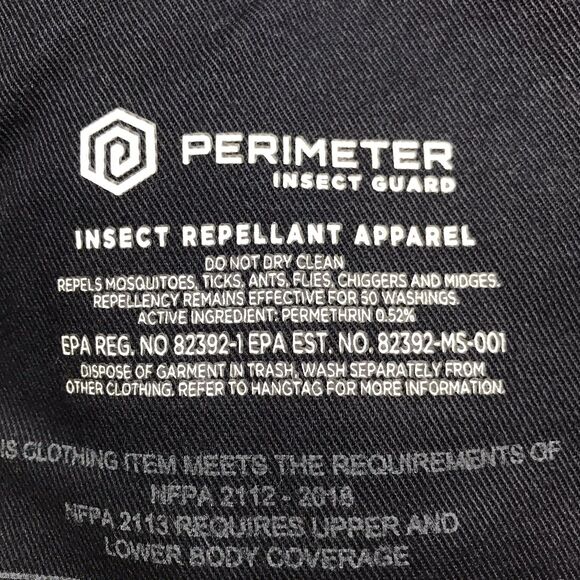 PERIMETER
INSECT GUARD
INSECT REPELLANT APPAREL
DO NOT DRY CLEAN
REPELS MOSQUITOES, TICKS, ANTS, FLIES, CHIGGERS AND MIDGES.
REPELLENCY REMAINS EFFECTIVE FOR 50 WASHINGS.
ACTIVE INGREDIENT: PERMETHRIN 0.52%
EPA REG. NO 82392-1 EPA EST. NO. 82392-MS-001
DISPOSE OF GARMENT IN TRASH, WASH SEPARATELY FROM
OTHER CLOTHING, REFER TO HANGTAG FOR MORE INFORMATION.
IS CLOTHING ITEM MEETS THE REQUIREMENTS OF
NFPA 2112 - 2018
NFPA 2113 REQUIRES UPPER AND
LOWER BODY COVERAGE